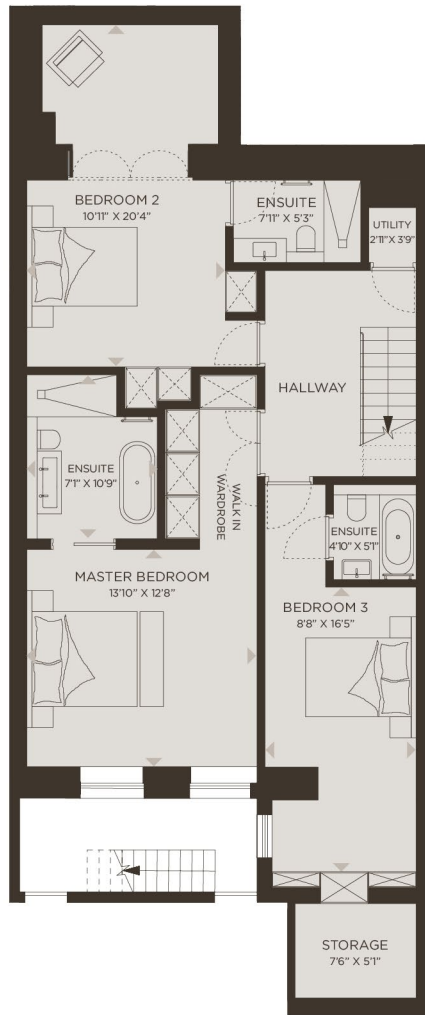 BEDROOM 2
10'11" X 20'4"
ENSUITE
7'11" X 5'3"
UTILITY
2'11" X 3'9"
HALLWAY
ENSUITE
7'1" X 10'9"
WALK IN
WARDROBE
ENSUITE
4'10" X 5'1"
MASTER BEDROOM
13'10" X 12'8"
BEDROOM 3
8'8" X 16'5"
STORAGE
7'6" X 5'1"